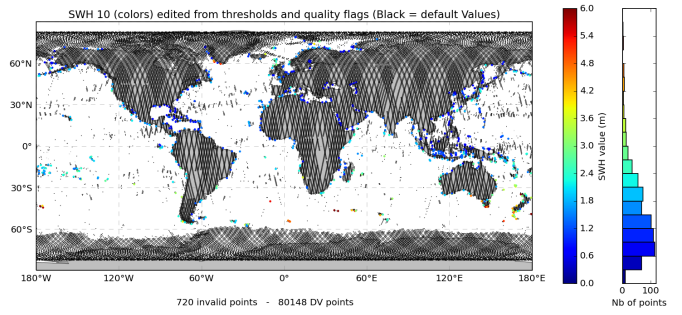 SWH 10 (colors) edited from thresholds and quality flags (Black = default Values)
60°N
30°N
0°
30°S
60°S
180°W
120°W
60°W
0°
60°E
120°E
180°E
720 invalid points - 80148 DV points
6.0
5.4
4.8
4.2
3.6
3.0
2.4
1.8
1.2
0.6
0.0
SWH value (m)
0
100
Nb of points